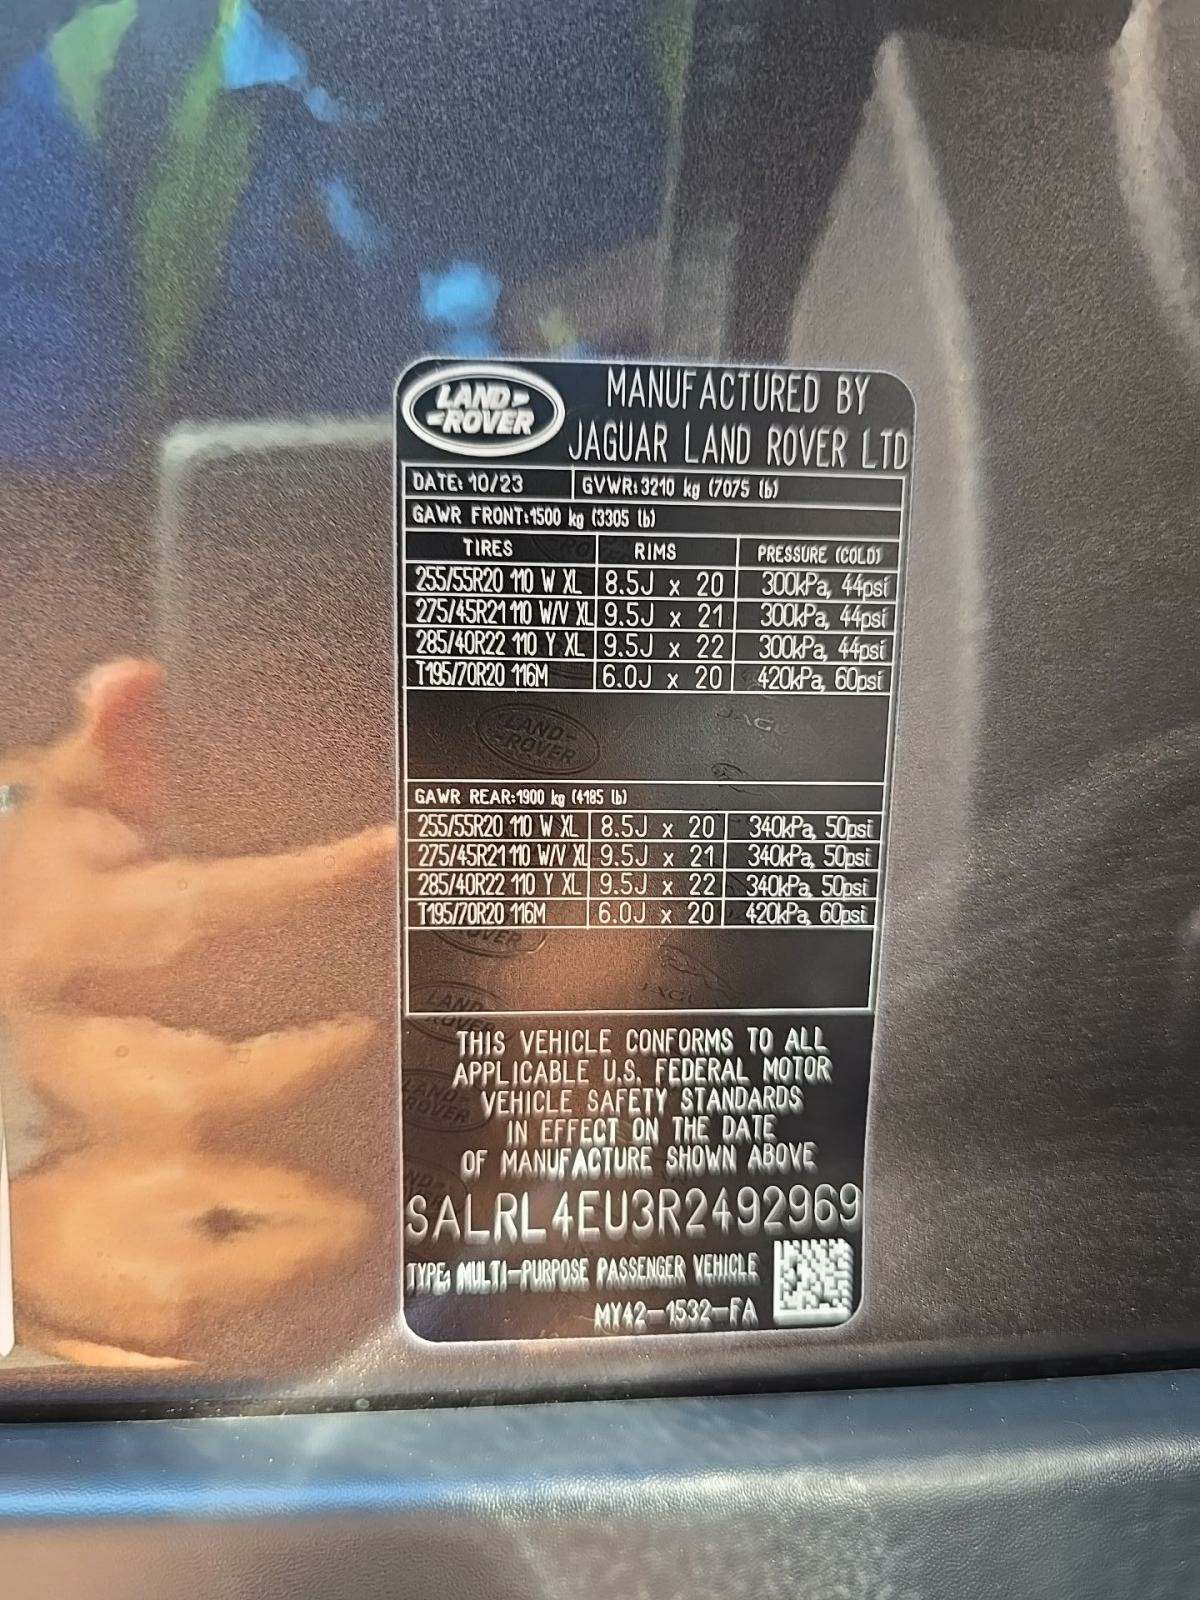 LAND ROVER
MANUFACTURED BY
JAGUAR LAND ROVER LTD
DATE: 10/23 GVWR:3210 kg (7075 lb)
GAWR FRONT:1500 kg (3305 lb)
TIRES RIMS PRESSURE (COLD)
255/55R20 110 W XL 8.5J x 20 300kPa, 44psi
275/45R21 110 W/V XL 9.5J x 21 300kPa, 44psi
285/40R22 110 Y XL 9.5J x 22 300kPa, 44psi
T195/70R20 116M 6.0J x 20 420kPa, 60psi
LAND ROVER
GAWR REAR:1900 kg (4185 lb)
255/55R20 110 W XL 8.5J x 20 340kPa, 50psi
275/45R21 110 W/V XL 9.5J x 21 340kPa, 50psi
285/40R22 110 Y XL 9.5J x 22 340kPa, 50psi
T195/70R20 116M 6.0J x 20 420kPa, 60psi
THIS VEHICLE CONFORMS TO ALL
APPLICABLE U.S. FEDERAL MOTOR
VEHICLE SAFETY STANDARDS
IN EFFECT ON THE DATE
OF MANUFACTURE SHOWN ABOVE
SALRL4EU3R2492969
TYPE: MULTI-PURPOSE PASSENGER VEHICLE
MY42-1532-FA